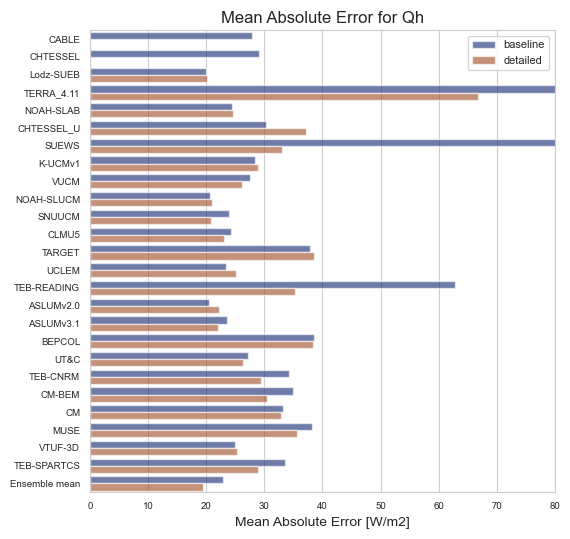 Mean Absolute Error for Qh
baseline
detailed
CABLE
CHTESSEL
Lodz-SUEB
TERRA_4.11
NOAH-SLAB
CHTESSEL_U
SUEWS
K-UCMv1
VUCM
NOAH-SLUCM
SNUUCM
CLMU5
TARGET
UCLEM
TEB-READING
ASLUMv2.0
ASLUMv3.1
BEPCOL
UT&C
TEB-CNRM
CM-BEM
CM
MUSE
VTUF-3D
TEB-SPARTCS
Ensemble mean
0 10 20 30 40 50 60 70 80
Mean Absolute Error [W/m2]